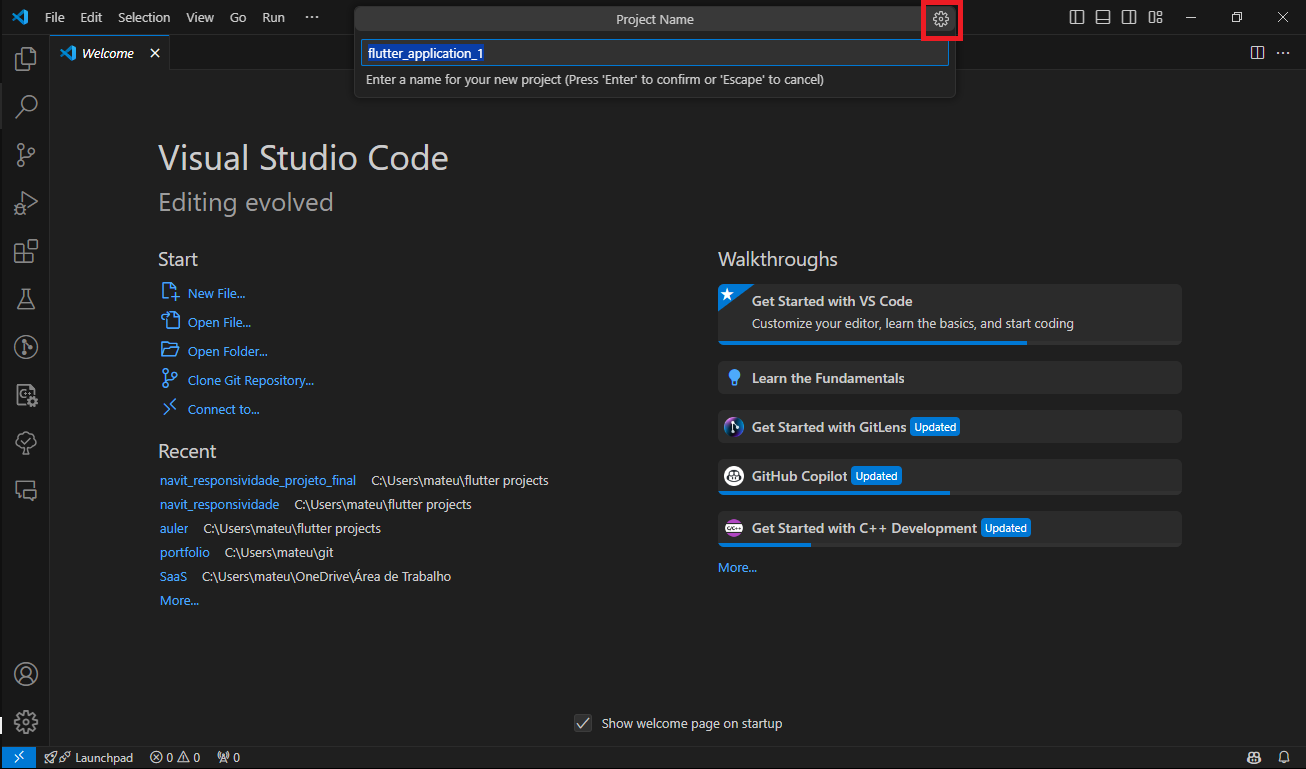 File Edit Selection View Go Run ···
Project Name
flutter_application_1
Enter a name for your new project (Press 'Enter' to confirm or 'Escape' to cancel)
Welcome
Visual Studio Code
Editing evolved
Start
New File...
Open File...
Open Folder...
Clone Git Repository...
Connect to...
Recent
navit_responsividade_projeto_final C:\Users\mateu\flutter projects
navit_responsividade C:\Users\mateu\flutter projects
auler C:\Users\mateu\flutter projects
portfolio C:\Users\mateu\git
SaaS C:\Users\mateu\OneDrive\Área de Trabalho
More...
Walkthroughs
Get Started with VS Code
Customize your editor, learn the basics, and start coding
Learn the Fundamentals
Get Started with GitLens Updated
GitHub Copilot Updated
C/C++ Get Started with C++ Development Updated
More...
Show welcome page on startup
Launchpad 0 0 0